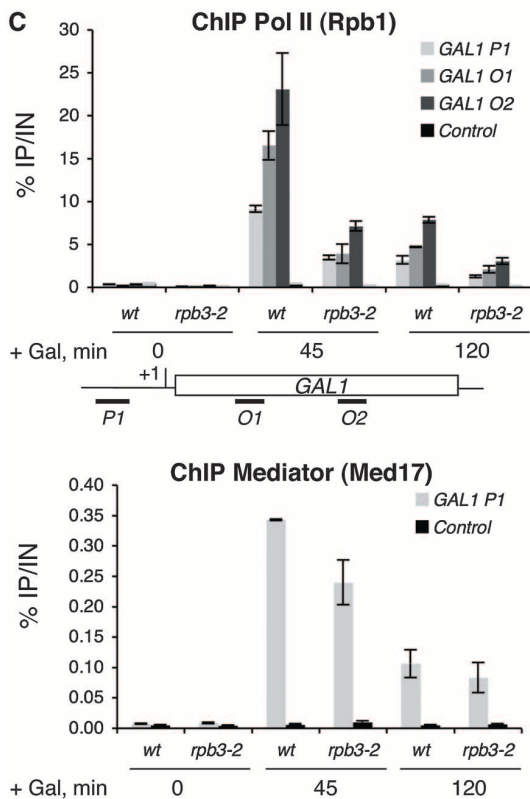 C
ChIP Pol II (Rpb1)
% IP/IN
30
25
20
15
10
5
0
GAL1 P1
GAL1 O1
GAL1 O2
Control
wt rpb3-2 wt rpb3-2 wt rpb3-2
+ Gal, min 0 45 120
+1
GAL1
P1 O1 O2
ChIP Mediator (Med17)
% IP/IN
0.40
0.35
0.30
0.25
0.20
0.15
0.10
0.05
0.00
GAL1 P1
Control
wt rpb3-2 wt rpb3-2 wt rpb3-2
+ Gal, min 0 45 120